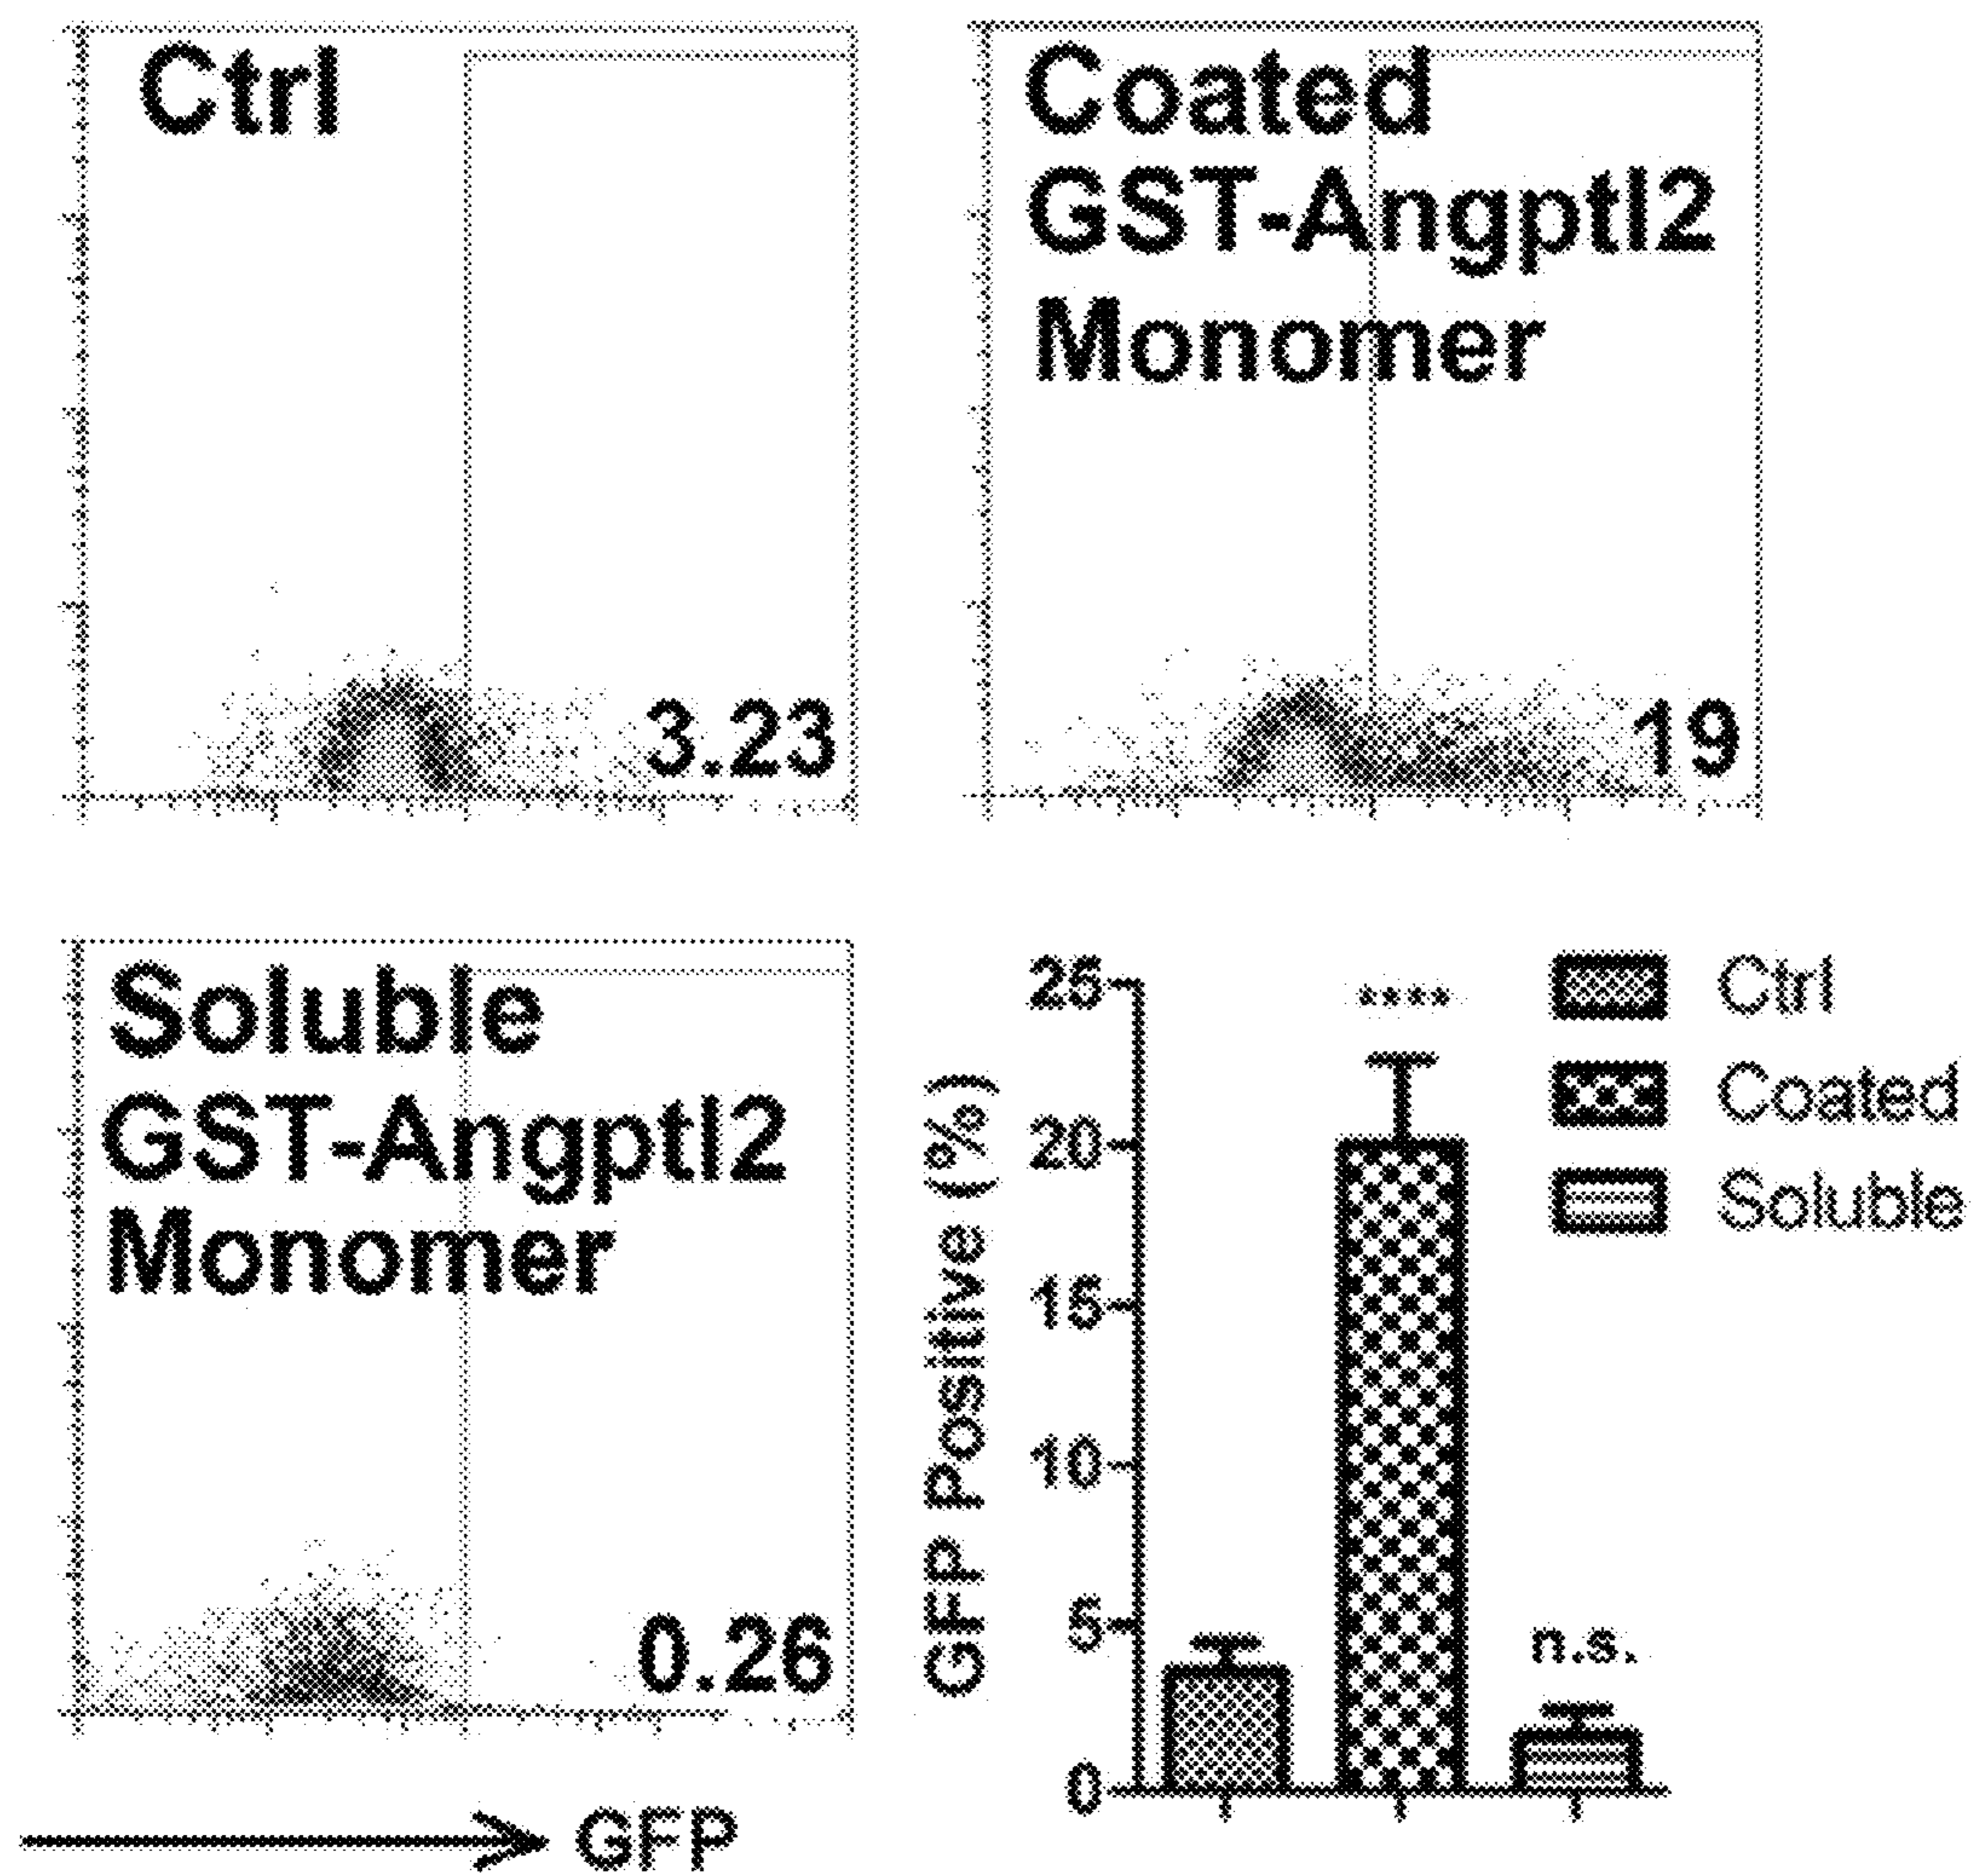 Ctrl
3.23
Coated
GST-Angptl2
Monomer
19
Soluble
GST-Angptl2
Monomer
0.26
GFP
GFP Positive (%)
25
20
15
10
5
0
****
n.s.
Ctrl
Coated
Soluble